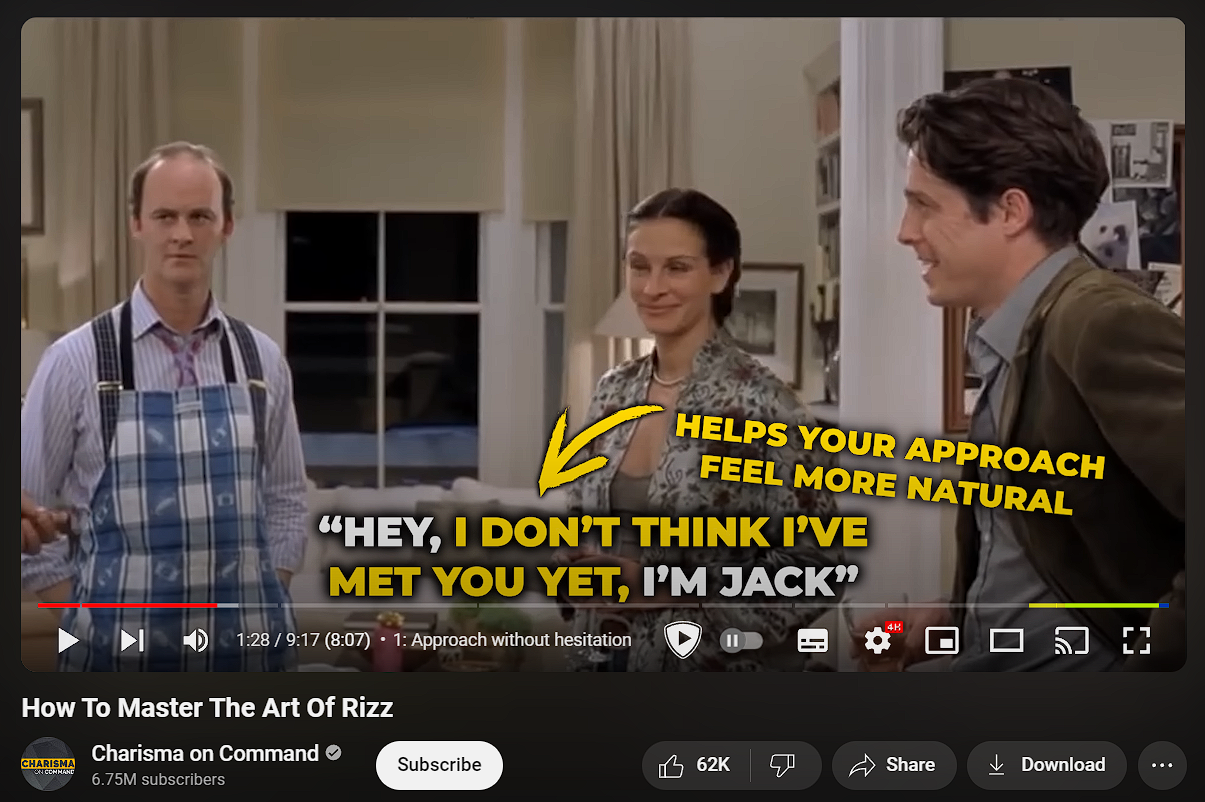 HELPS YOUR APPROACH
FEEL MORE NATURAL
“HEY, I DON’T THINK I’VE
MET YOU YET, I’M JACK”
1:28 / 9:17 (8:07) • 1: Approach without hesitation
4K
How To Master The Art Of Rizz
CHARISMA
ON COMMAND
Charisma on Command
6.75M subscribers
Subscribe
62K
Share
Download